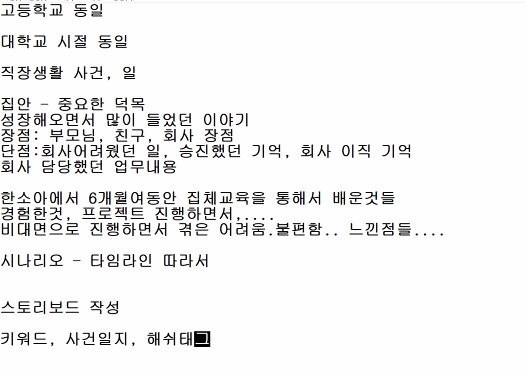 고등학교 동일
대학교 시절 동일
직장생활 사건, 일
집안 - 중요한 덕목
성장해오면서 많이 들었던 이야기
장점: 부모님, 친구, 회사 장점
단점:회사어려웠던 일, 승진했던 기억, 회사 이직 기억
회사 담당했던 업무내용
한소아에서 6개월여동안 집체교육을 통해서 배운것들
경험한것, 프로젝트 진행하면서,....
비대면으로 진행하면서 겪은 어려움.불편함.. 느낀점들....
시나리오 - 타임라인 따라서
스토리보드 작성
키워드, 사건일지, 해쉬태그